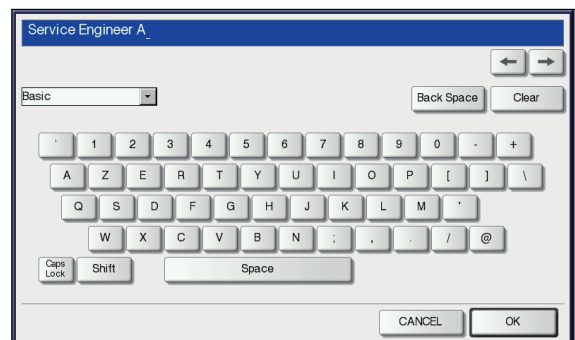 Service Engineer A_
← →
Basic
Back Space Clear
' 1 2 3 4 5 6 7 8 9 0 - +
A Z E R T Y U I O P [ ] \
Q S D F G H J K L M '
W X C V B N ; , . / @
Caps Lock Shift Space
CANCEL OK